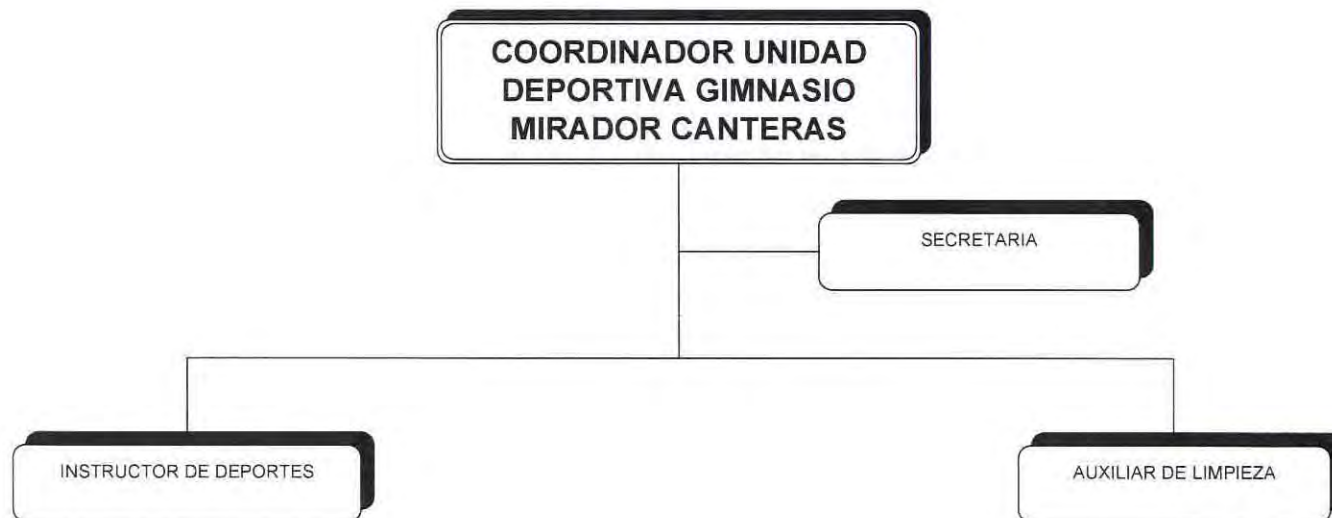 COORDINADOR UNIDAD
DEPORTIVA GIMNASIO
MIRADOR CANTERAS
SECRETARIA
INSTRUCTOR DE DEPORTES
AUXILIAR DE LIMPIEZA